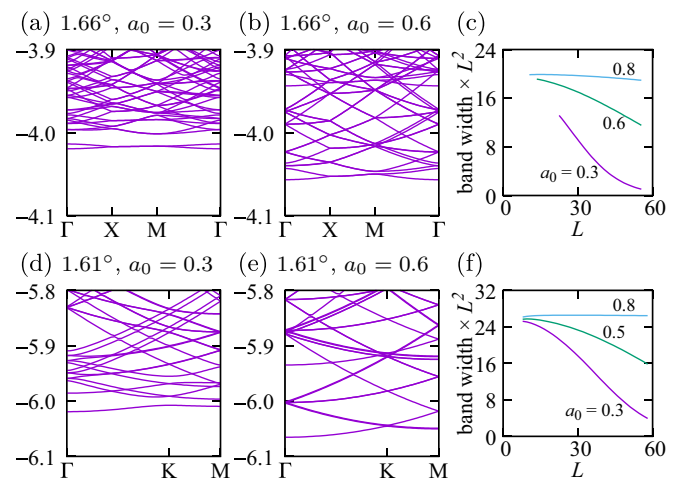 (a) 1.66°, a₀ = 0.3
(b) 1.66°, a₀ = 0.6
(c)
−3.9
−4.0
−4.1
Γ X M Γ
−3.9
−4.0
−4.1
Γ X M Γ
band width × L²
24
16
8
0
0.8
0.6
a₀ = 0.3
0 30 60
L
(d) 1.61°, a₀ = 0.3
(e) 1.61°, a₀ = 0.6
(f)
−5.8
−5.9
−6.0
−6.1
Γ K M
−5.8
−5.9
−6.0
−6.1
Γ K M
band width × L²
32
24
16
8
0
0.8
0.5
a₀ = 0.3
0 30 60
L